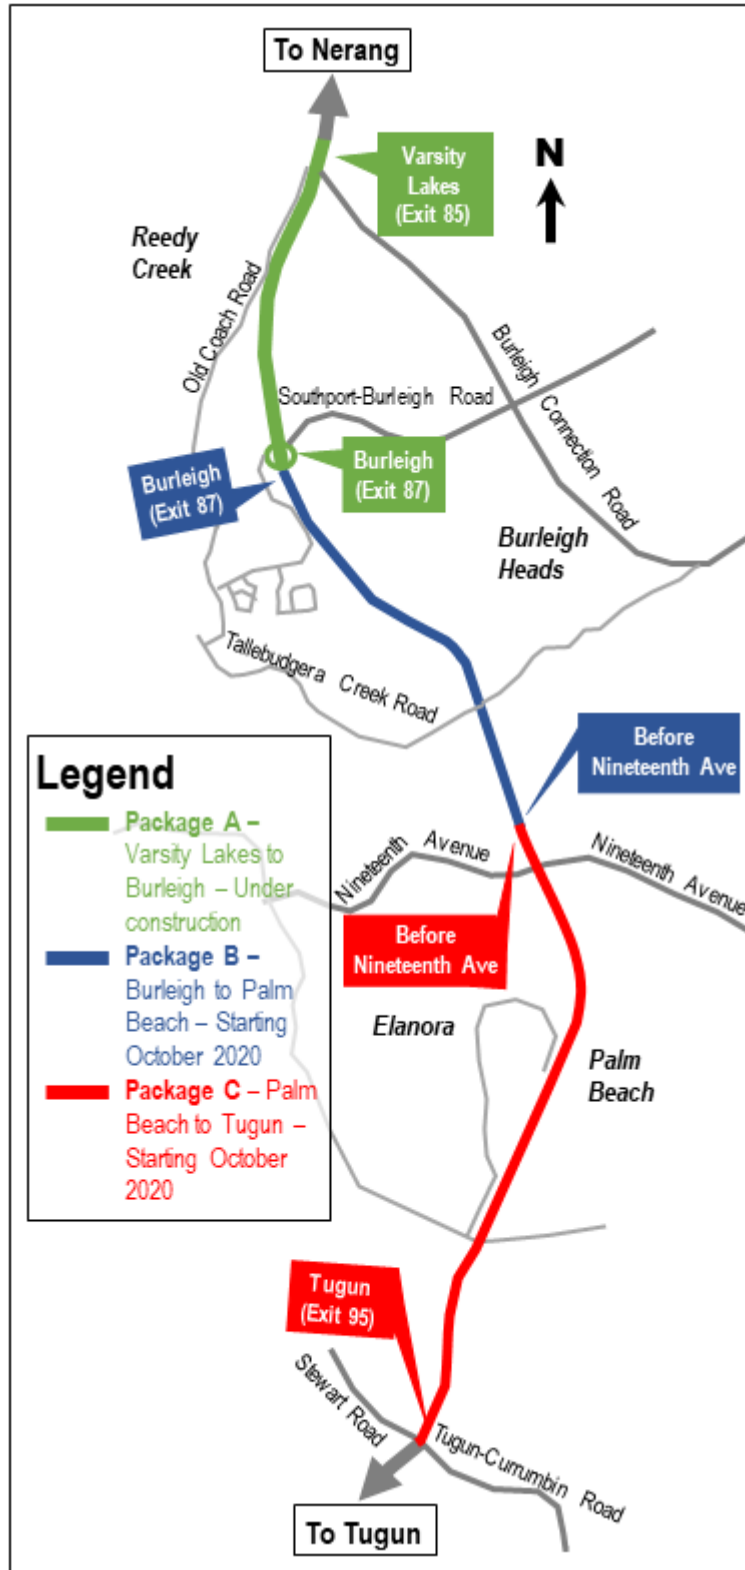 To Nerang
N
Varsity
Lakes
(Exit 85)
Reedy
Creek
Old Coach Road
Burleigh Connection Road
Southport-Burleigh Road
Burleigh
(Exit 87)
Burleigh
(Exit 87)
Burleigh
Heads
Tallebudgera Creek Road
Before
Nineteenth Ave
Legend
Package A –
Varsity Lakes to
Burleigh – Under
construction
Package B –
Burleigh to Palm
Beach – Starting
October 2020
Package C – Palm
Beach to Tugun –
Starting October
2020
Nineteenth Avenue
Nineteenth Avenue
Before
Nineteenth Ave
Elanora
Palm
Beach
Tugun
(Exit 95)
Stewart Road
Tugun-Currumbin Road
To Tugun